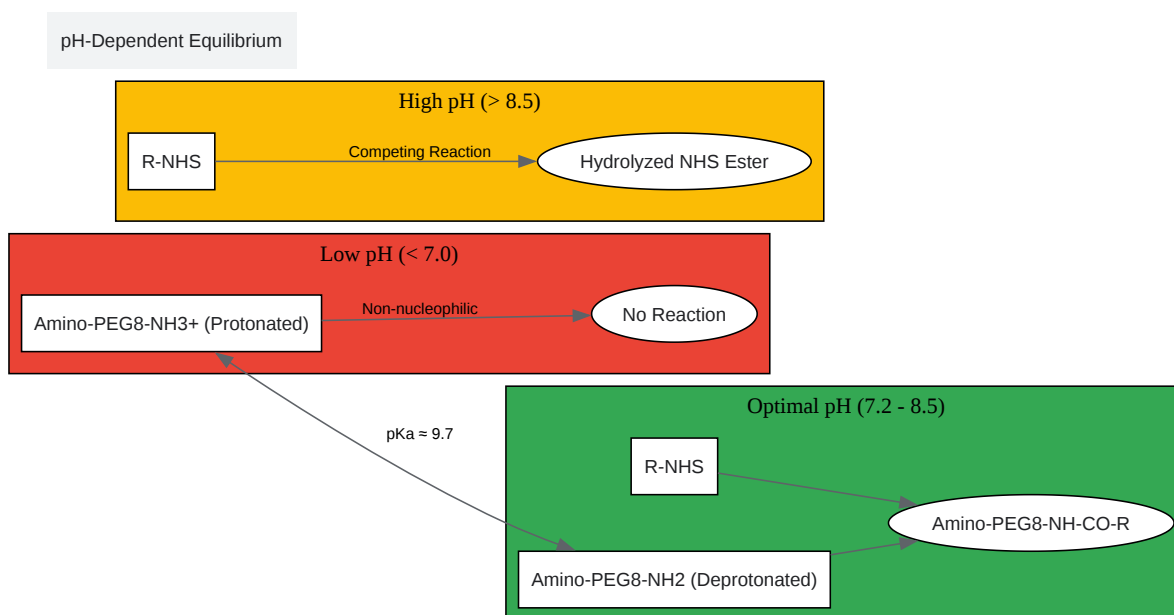 pH-Dependent Equilibrium
High pH (> 8.5)
R-NHS
Competing Reaction
Hydrolyzed NHS Ester
Low pH (< 7.0)
Amino-PEG8-NH3+ (Protonated)
Non-nucleophilic
No Reaction
pKa ≈ 9.7
Optimal pH (7.2 - 8.5)
R-NHS
Amino-PEG8-NH-CO-R
Amino-PEG8-NH2 (Deprotonated)